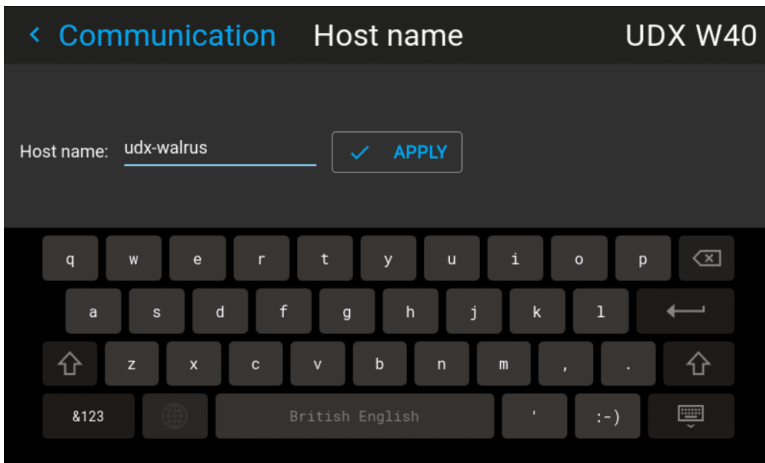 Communication Host name UDX W40
Host name: udx-walrus APPLY
q w e r t y u i o p
a s d f g h j k l
z x c v b n m , .
&123 British English ' :-)